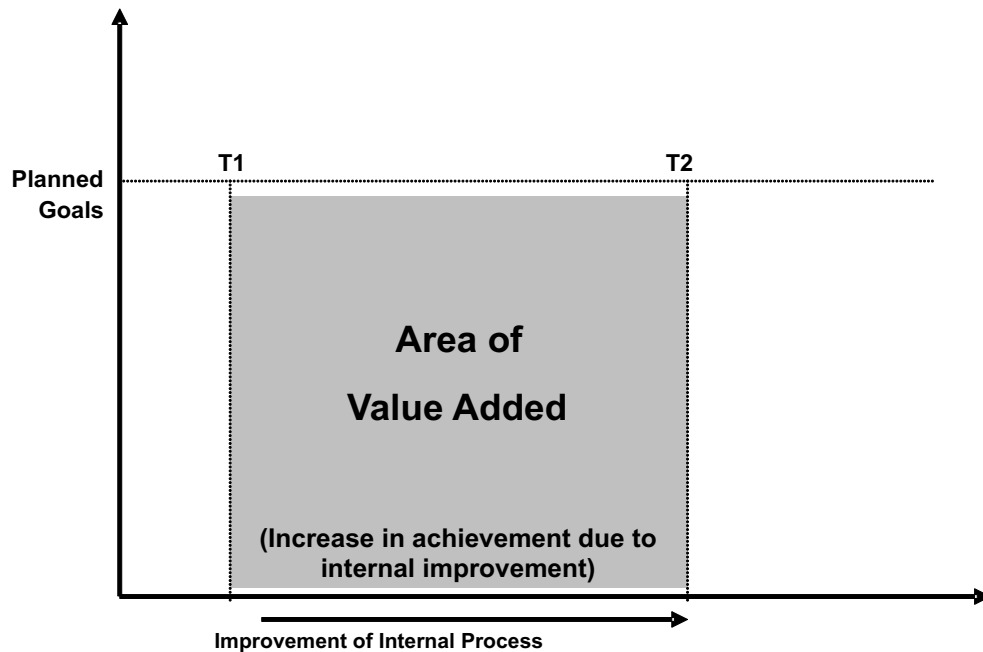 T1
T2
Planned
Goals
Area of
Value Added
(Increase in achievement due to
internal improvement)
Improvement of Internal Process